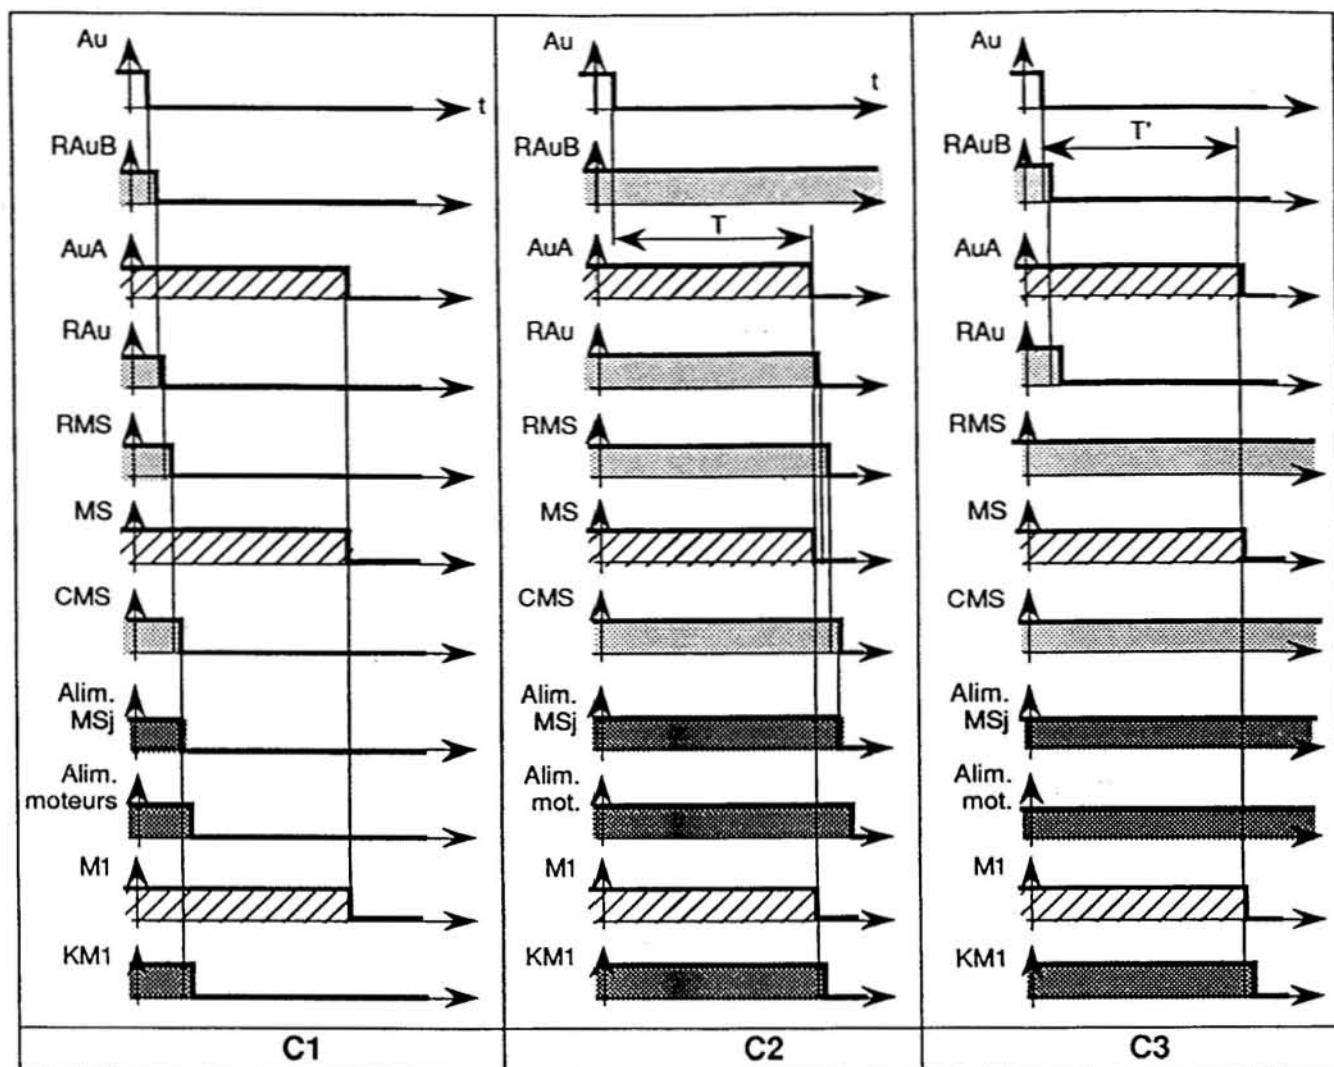 Au
t
RAuB
AuA
RAu
RMS
MS
CMS
Alim.
MSj
Alim.
moteurs
M1
KM1
C1
Au
t
RAuB
T
AuA
RAu
RMS
MS
CMS
Alim.
MSj
Alim.
mot.
M1
KM1
C2
Au
RAuB
T'
AuA
RAu
RMS
MS
CMS
Alim.
MSj
Alim.
mot.
M1
KM1
C3